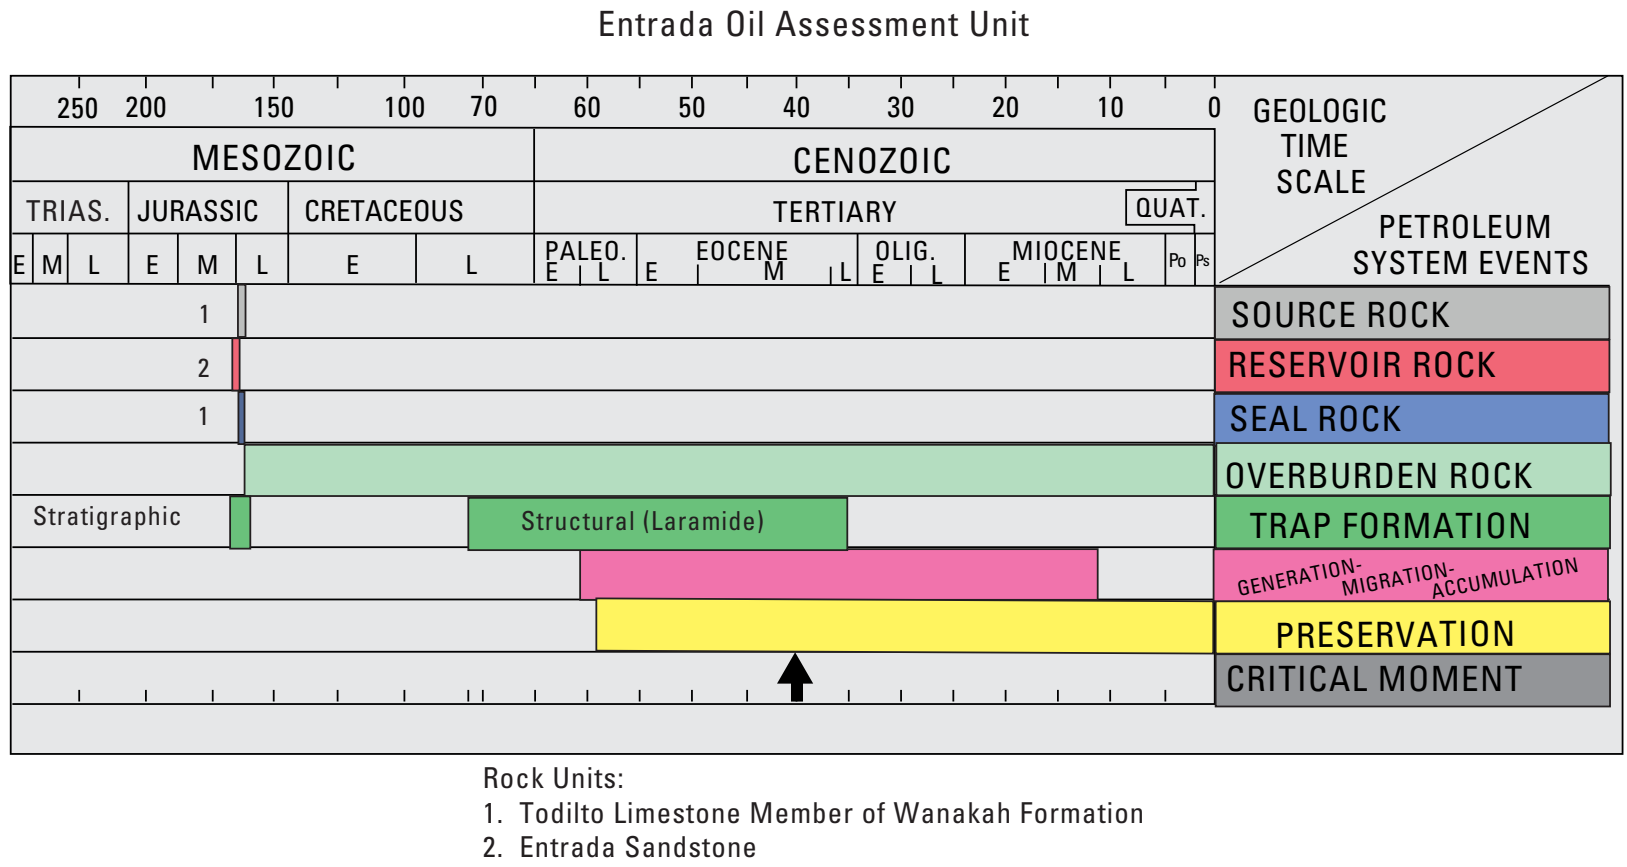 Entrada Oil Assessment Unit
250 200 150 100 70 60 50 40 30 20 10 0
GEOLOGIC
TIME
SCALE
PETROLEUM
SYSTEM EVENTS
MESOZOIC CENOZOIC
TRIAS. JURASSIC CRETACEOUS TERTIARY QUAT.
PALEO. EOCENE OLIG. MIOCENE Po Ps
E M L E M L E L E L E M L E L E M L
1 SOURCE ROCK
2 RESERVOIR ROCK
1 SEAL ROCK
OVERBURDEN ROCK
Stratigraphic Structural (Laramide) TRAP FORMATION
GENERATION-MIGRATION-ACCUMULATION
PRESERVATION
CRITICAL MOMENT
Rock Units:
1. Todilto Limestone Member of Wanakah Formation
2. Entrada Sandstone